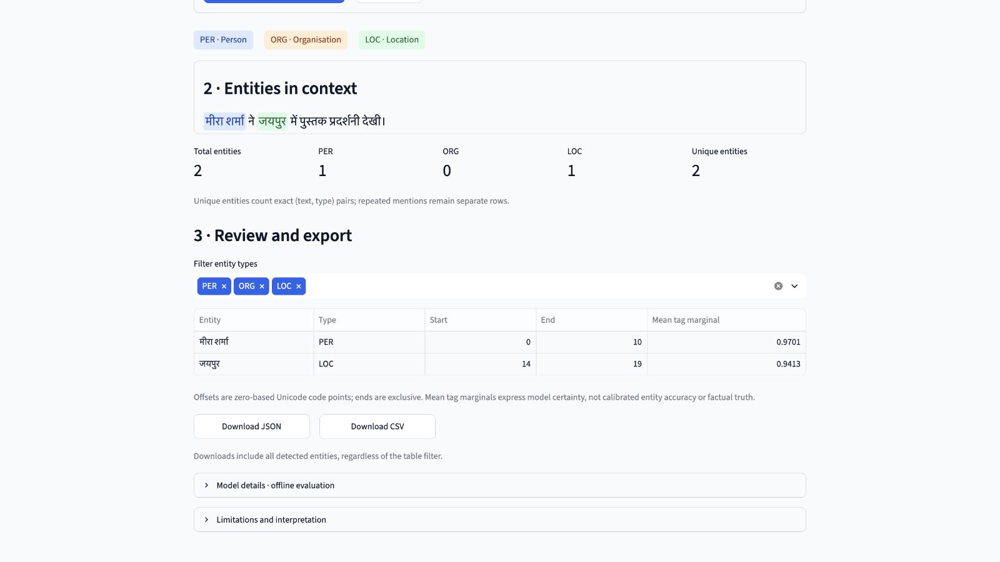 PER · Person ORG · Organisation LOC · Location
2 · Entities in context
मीरा शर्मा ने जयपुर में पुस्तक प्रदर्शनी देखी।
Total entities PER ORG LOC Unique entities
2 1 0 1 2
Unique entities count exact (text, type) pairs; repeated mentions remain separate rows.
3 · Review and export
Filter entity types
PER × ORG × LOC ×
Entity Type Start End Mean tag marginal
मीरा शर्मा PER 0 10 0.9701
जयपुर LOC 14 19 0.9413
Offsets are zero-based Unicode code points; ends are exclusive. Mean tag marginals express model certainty, not calibrated entity accuracy or factual truth.
Download JSON Download CSV
Downloads include all detected entities, regardless of the table filter.
Model details · offline evaluation
Limitations and interpretation